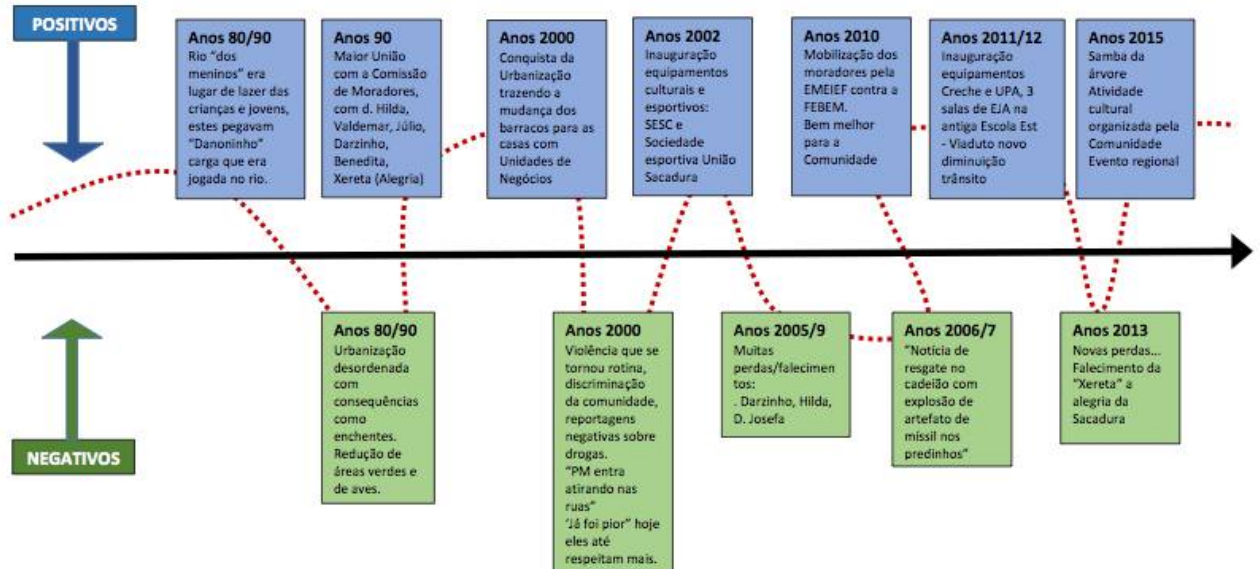 POSITIVOS
Anos 80/90
Rio "dos
meninos" era
lugar de lazer das
crianças e jovens,
estes pegavam
"Danoninho"
carga que era
jogada no rio.
Anos 90
Maior União
com a Comissão
de Moradores,
com d. Hilda,
Valdemar, Júlio,
Darzinho,
Benedita,
Xereta (Alegria)
Anos 2000
Conquista da
Urbanização
trazendo a
mudança dos
barracos para as
casas com
Unidades de
Negócios
Anos 2002
Inauguração
equipamentos
culturais e
esportivos:
SESC e
Sociedade
esportiva União
Sacadura
Anos 2010
Mobilização dos
moradores pela
EMEIEF contra a
FEBEM.
Bem melhor
para a
Comunidade
Anos 2011/12
Inauguração
equipamentos
Creche e UPA, 3
salas de EJA na
antiga Escola Est
- Viaduto novo
diminuição
trânsito
Anos 2015
Samba da
árvore
Atividade
cultural
organizada pela
Comunidade
Evento regional
NEGATIVOS
Anos 80/90
Urbanização
desordenada
com
consequências
como
enchentes.
Redução de
áreas verdes e
de aves.
Anos 2000
Violência que se
tornou rotina,
discriminação
da comunidade,
reportagens
negativas sobre
drogas.
"PM entra
atirando nas
ruas"
'Já foi pior" hoje
eles até
respeitam mais.
Anos 2005/9
Muitas
perdas/falecimen
tos:
. Darzinho, Hilda,
D. Josefa
Anos 2006/7
"Notícia de
resgate no
cadeião com
explosão de
artefato de
míssil nos
predinhos"
Anos 2013
Novas perdas...
Falecimento da
"Xereta" a
alegria da
Sacadura